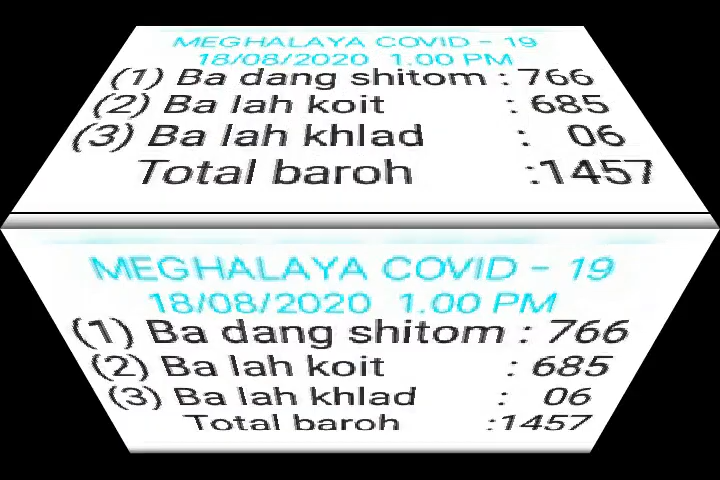 MEGHALAYA COVID - 19
18/08/2020 1.00 PM
(1) Ba dang shitom : 766
(2) Ba lah koit : 685
(3) Ba lah khlad : 06
Total baroh :1457
MEGHALAYA COVID - 19
18/08/2020 1.00 PM
(1) Ba dang shitom : 766
(2) Ba lah koit : 685
(3) Ba lah khlad : 06
Total baroh :1457